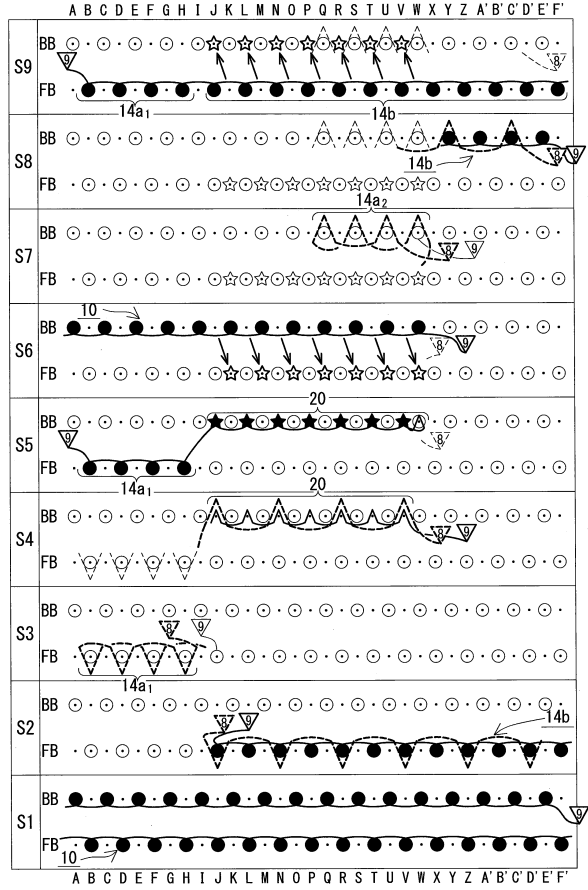 A B C D E F G H I J K L M N O P Q R S T U V W X Y Z A' B' C' D' E' F'
S9
BB
9
8
FB
14a1
14b
S8
BB
14b
8
9
FB
14a2
S7
BB
8
9
FB
10
S6
BB
8
9
FB
20
S5
BB
A
9
8
FB
14a1
20
S4
BB
8
9
FB
S3
BB
8
9
FB
14a1
S2
BB
14b
8
9
FB
S1
BB
9
FB
10
A B C D E F G H I J K L M N O P Q R S T U V W X Y Z A' B' C' D' E' F'